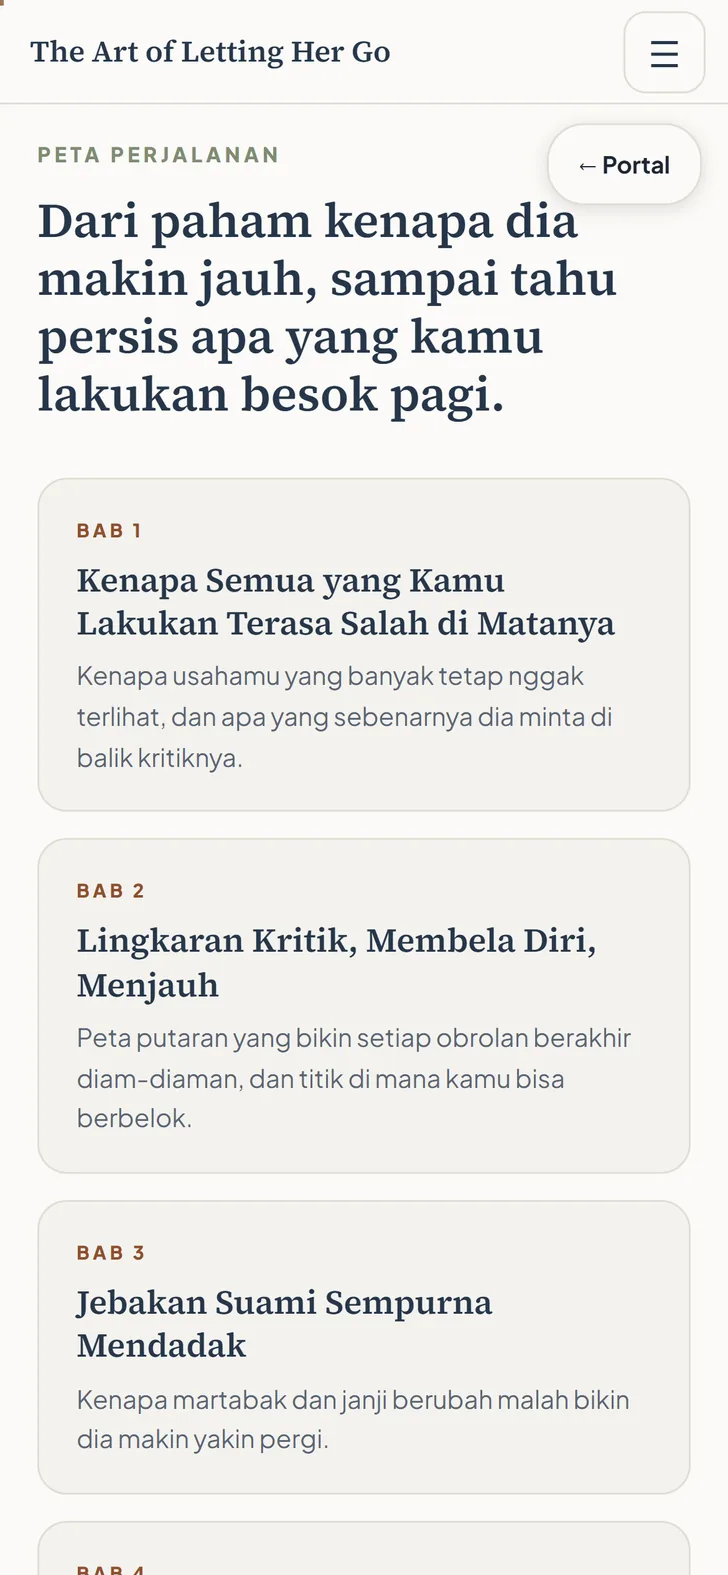 The Art of Letting Her Go
☰
← Portal
PETA PERJALANAN
Dari paham kenapa dia
makin jauh, sampai tahu
persis apa yang kamu
lakukan besok pagi.
BAB 1
Kenapa Semua yang Kamu
Lakukan Terasa Salah di Matanya
Kenapa usahamu yang banyak tetap nggak
terlihat, dan apa yang sebenarnya dia minta di
balik kritiknya.
BAB 2
Lingkaran Kritik, Membela Diri,
Menjauh
Peta putaran yang bikin setiap obrolan berakhir
diam-diaman, dan titik di mana kamu bisa
berbelok.
BAB 3
Jebakan Suami Sempurna
Mendadak
Kenapa martabak dan janji berubah malah bikin
dia makin yakin pergi.
BAB 4